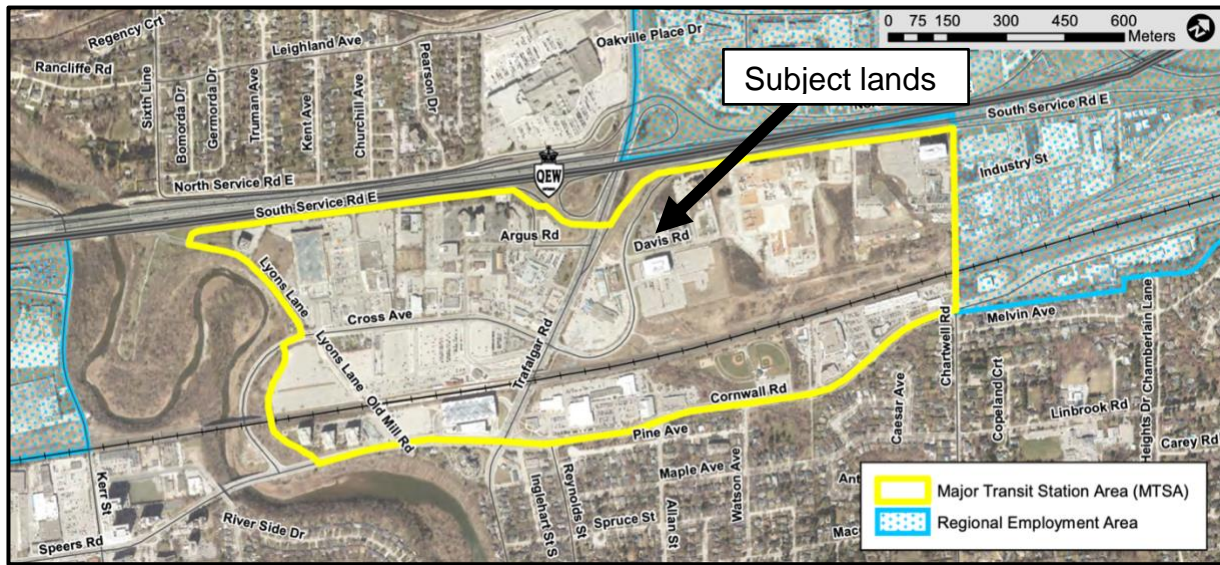 0 75 150 300 450 600
Meters
Regency Crt
Leighland Ave
Oakville Place Dr
Rancliffe Rd
Sixth Line
Bomorda Dr
Germorda Dr
Truman Ave
Kent Ave
Churchill Ave
Pearson Dr
Subject lands
South Service Rd E
Industry St
North Service Rd E
QEW
South Service Rd E
Argus Rd
Davis Rd
Lyons Lane
Cross Ave
Lyons Lane
Trafalgar Rd
Old Mill Rd
Chartwell Rd
Melvin Ave
Cornwall Rd
Pine Ave
Caesar Ave
Copeland Crt
Linbrook Rd
Heights Dr
Chamberlain Lane
Carey Rd
Kerr St
Speers Rd
River Side Dr
Inglehart St S
Reynolds St
Maple Ave
Spruce St
Allan St
Watson Ave
Major Transit Station Area (MTSA)
Regional Employment Area